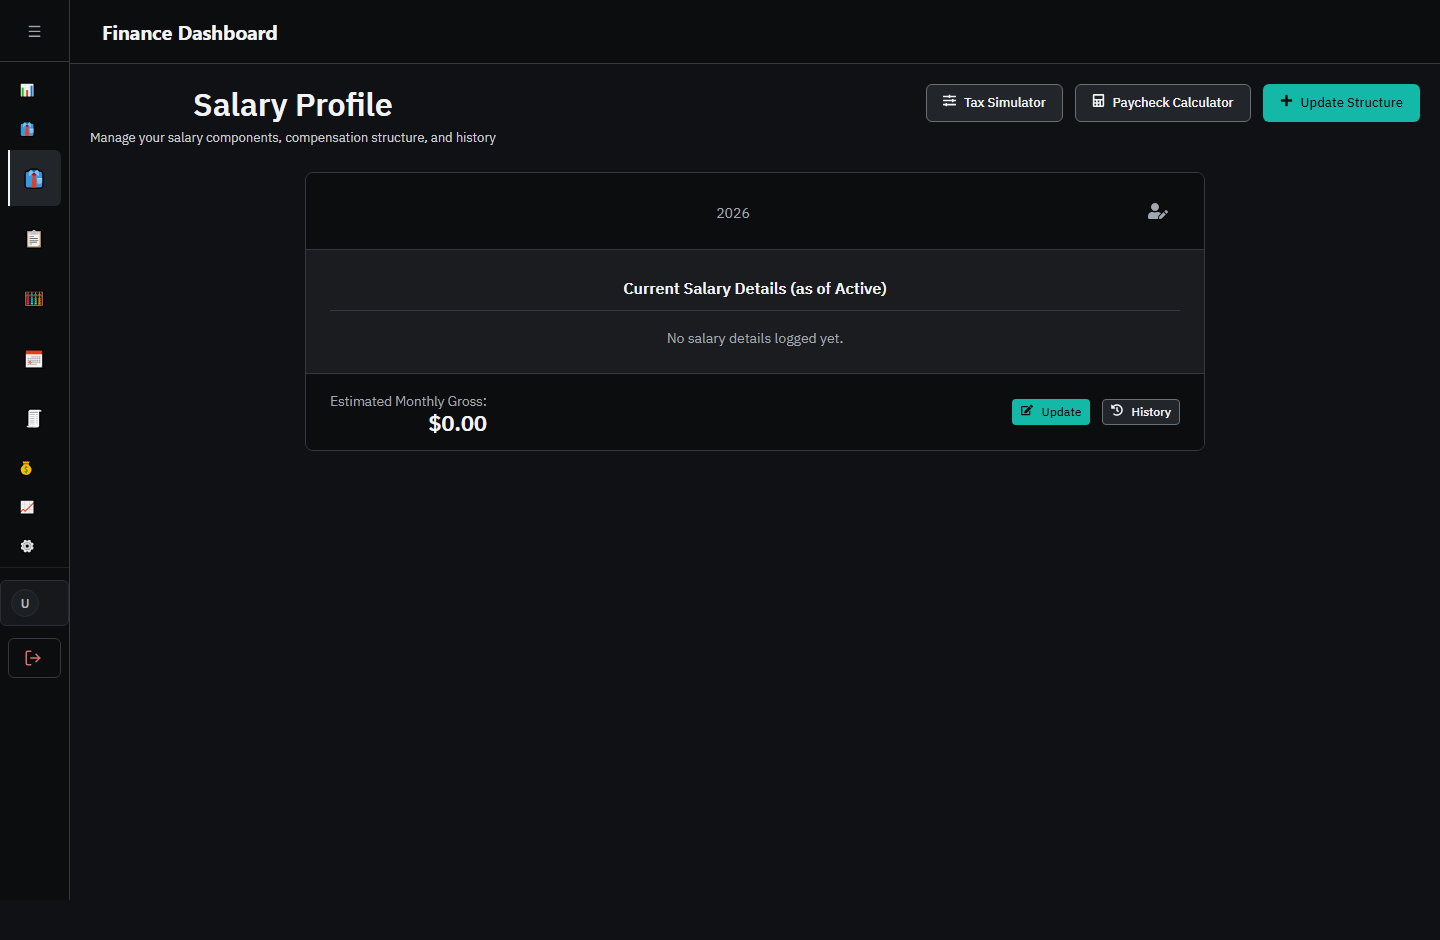 Finance Dashboard
Salary Profile
Manage your salary components, compensation structure, and history
Tax Simulator
Paycheck Calculator
Update Structure
2026
Current Salary Details (as of Active)
No salary details logged yet.
Estimated Monthly Gross:
$0.00
Update
History
U